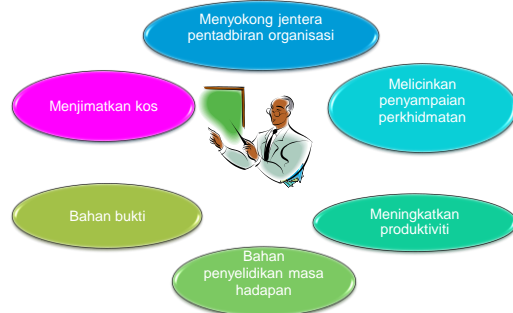 Menyokong jentera
pentadbiran organisasi
Melicinkan
penyampaian
perkhidmatan
Menjimatkan kos
Bahan bukti
Meningkatkan
produktiviti
Bahan
penyelidikan masa
hadapan